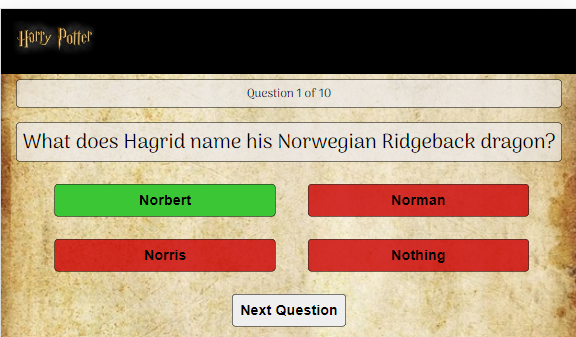 Harry Potter
Question 1 of 10
What does Hagrid name his Norwegian Ridgeback dragon?
Norbert
Norman
Norris
Nothing
Next Question